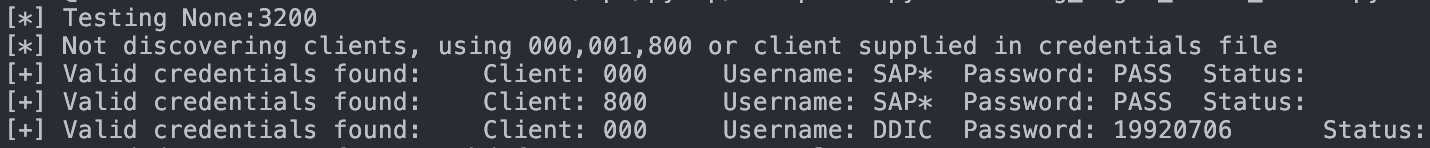 [*] Testing None:3200
[*] Not discovering clients, using 000,001,800 or client supplied in credentials file
[+] Valid credentials found: Client: 000 Username: SAP* Password: PASS Status:
[+] Valid credentials found: Client: 800 Username: SAP* Password: PASS Status:
[+] Valid credentials found: Client: 000 Username: DDIC Password: 19920706 Status: